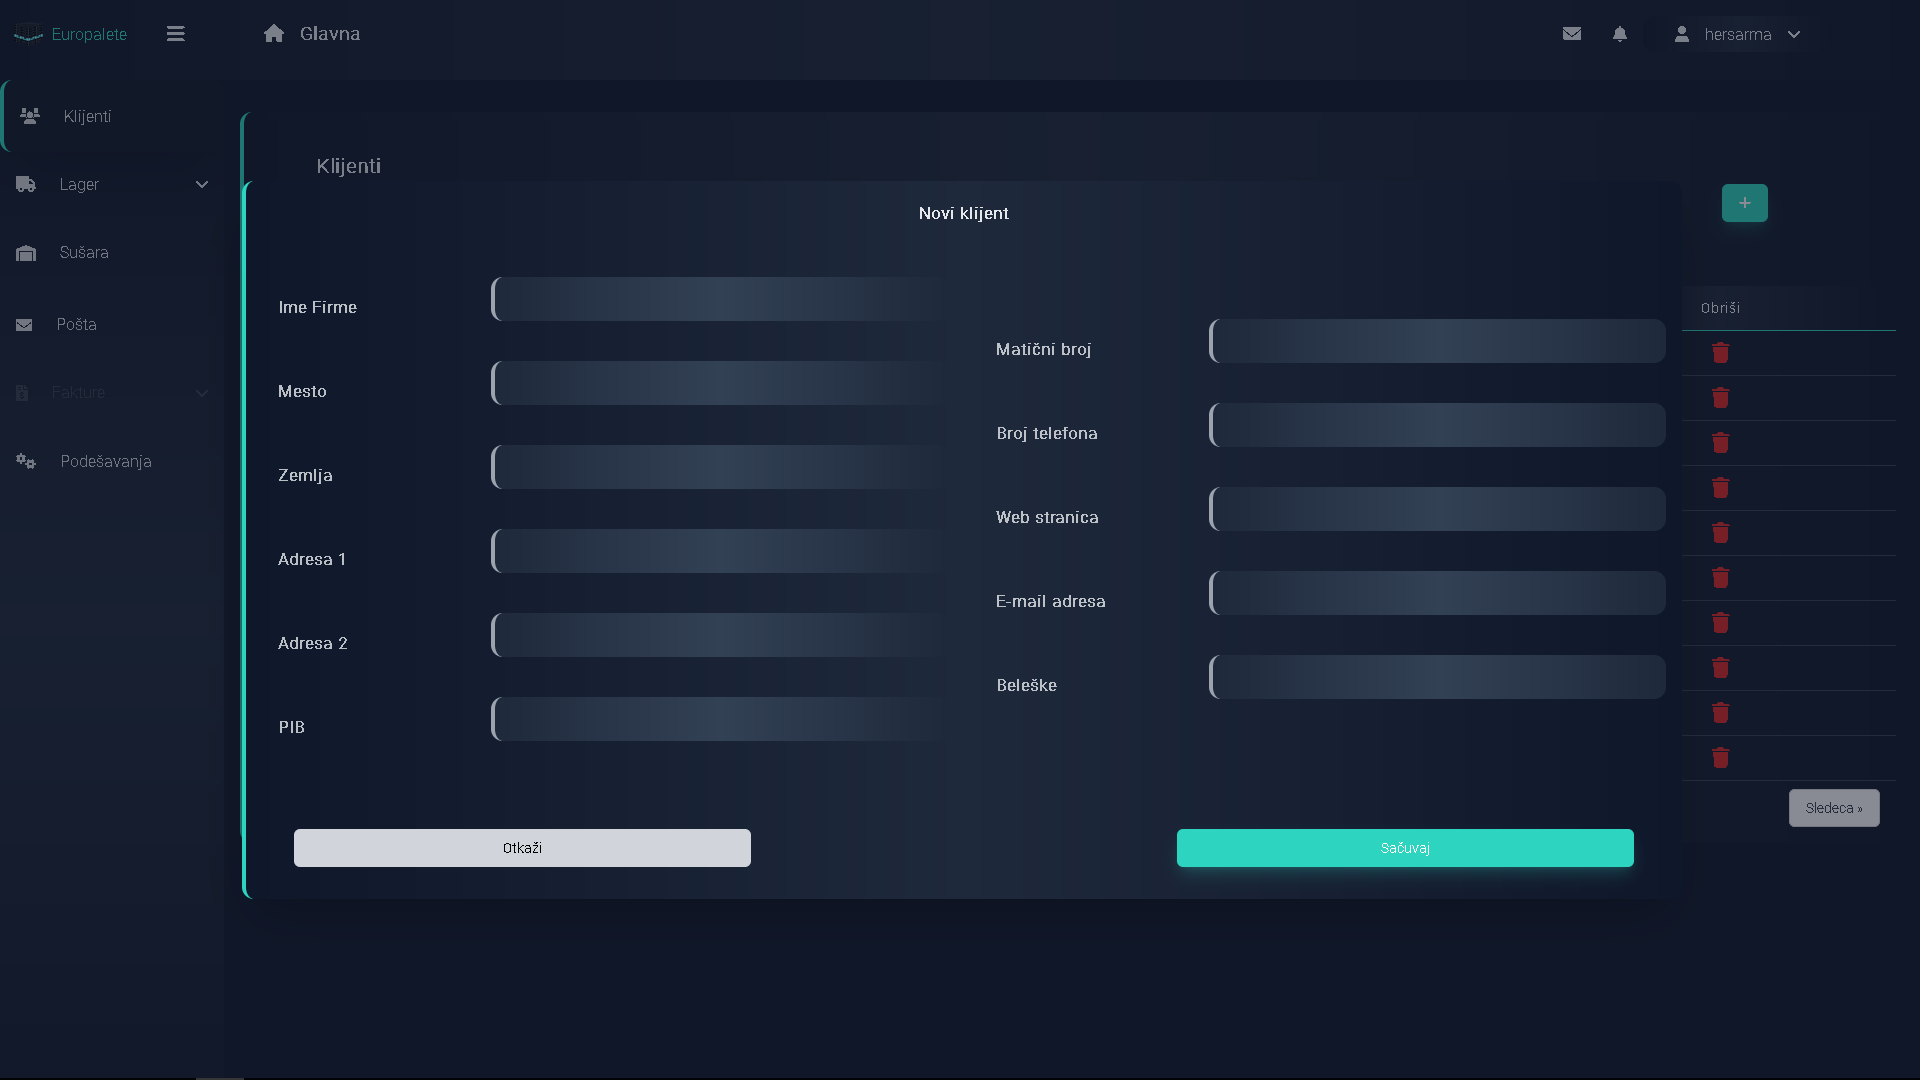 Europalete
Glavna
hersarma
Klijenti
Lager
Sušara
Pošta
Fakture
Podešavanja
Klijenti
+
Novi klijent
Ime Firme
Mesto
Zemlja
Adresa 1
Adresa 2
PIB
Matični broj
Broj telefona
Web stranica
E-mail adresa
Beleške
Otkaži
Sačuvaj
Obriši
Sledeca »